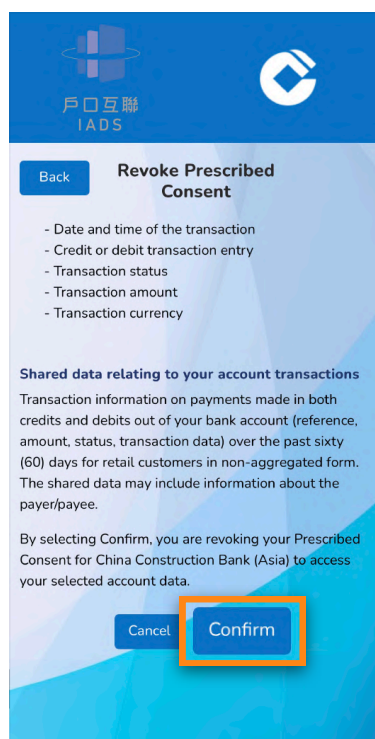 戶口互聯
IADS
Back
Revoke Prescribed
Consent
- Date and time of the transaction
- Credit or debit transaction entry
- Transaction status
- Transaction amount
- Transaction currency
Shared data relating to your account transactions
Transaction information on payments made in both
credits and debits out of your bank account (reference,
amount, status, transaction data) over the past sixty
(60) days for retail customers in non-aggregated form.
The shared data may include information about the
payer/payee.
By selecting Confirm, you are revoking your Prescribed
Consent for China Construction Bank (Asia) to access
your selected account data.
Cancel
Confirm